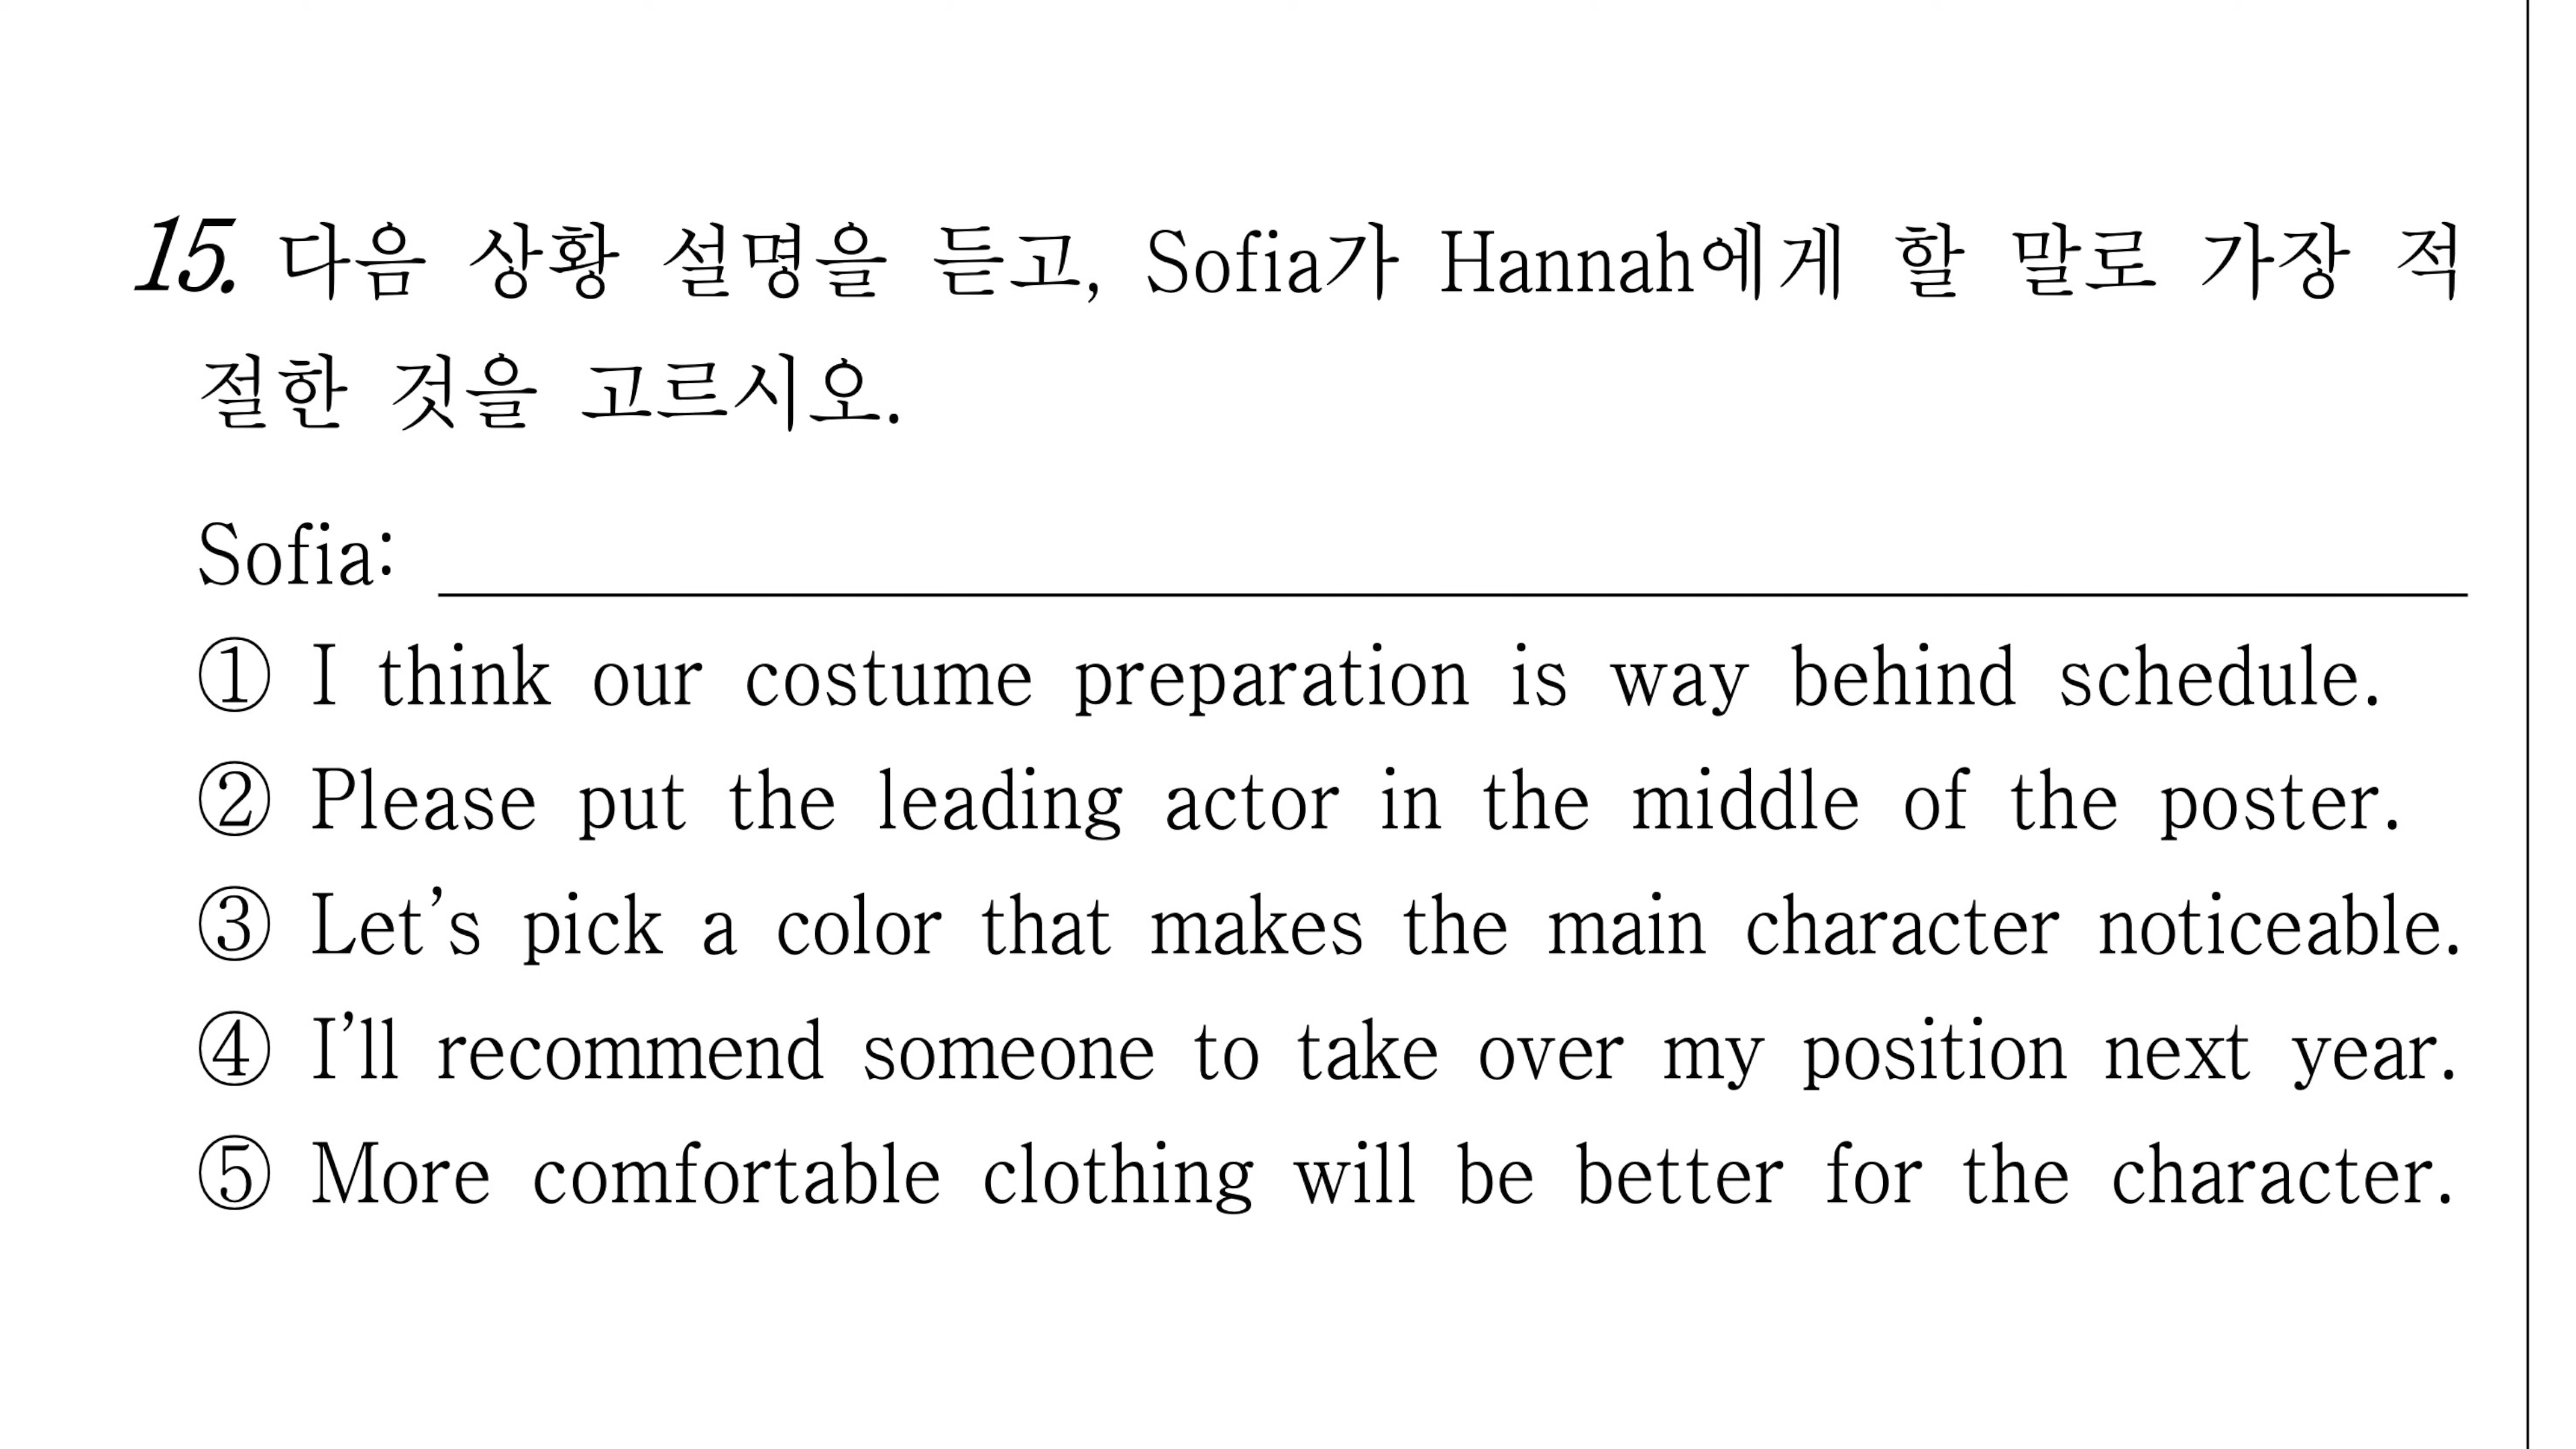 15. 다음 상황 설명을 듣고, Sofia가 Hannah에게 할 말로 가장 적
절한 것을 고르시오.
Sofia:
① I think our costume preparation is way behind schedule.
② Please put the leading actor in the middle of the poster.
③ Let’s pick a color that makes the main character noticeable.
④ I’ll recommend someone to take over my position next year.
⑤ More comfortable clothing will be better for the character.